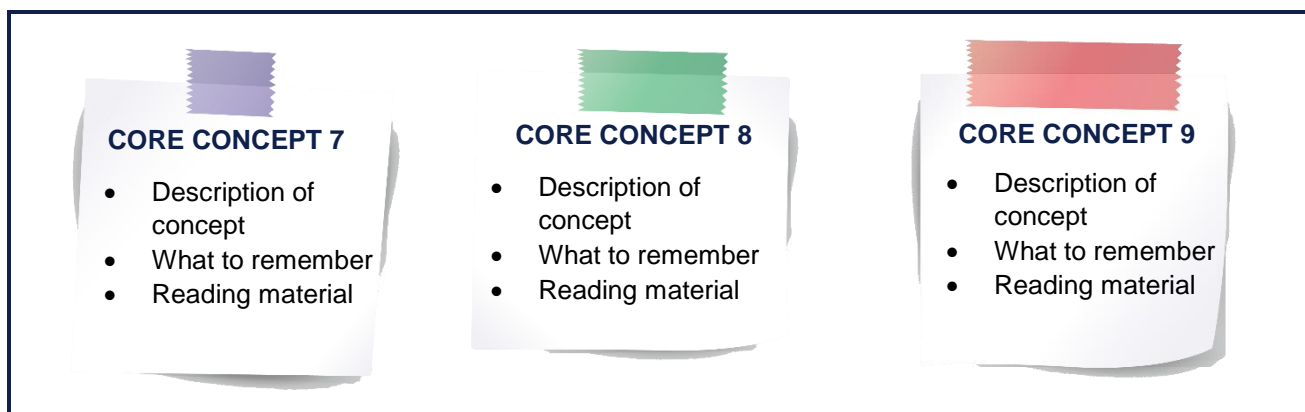 CORE CONCEPT 7
• Description of
concept
• What to remember
• Reading material
CORE CONCEPT 8
• Description of
concept
• What to remember
• Reading material
CORE CONCEPT 9
• Description of
concept
• What to remember
• Reading material